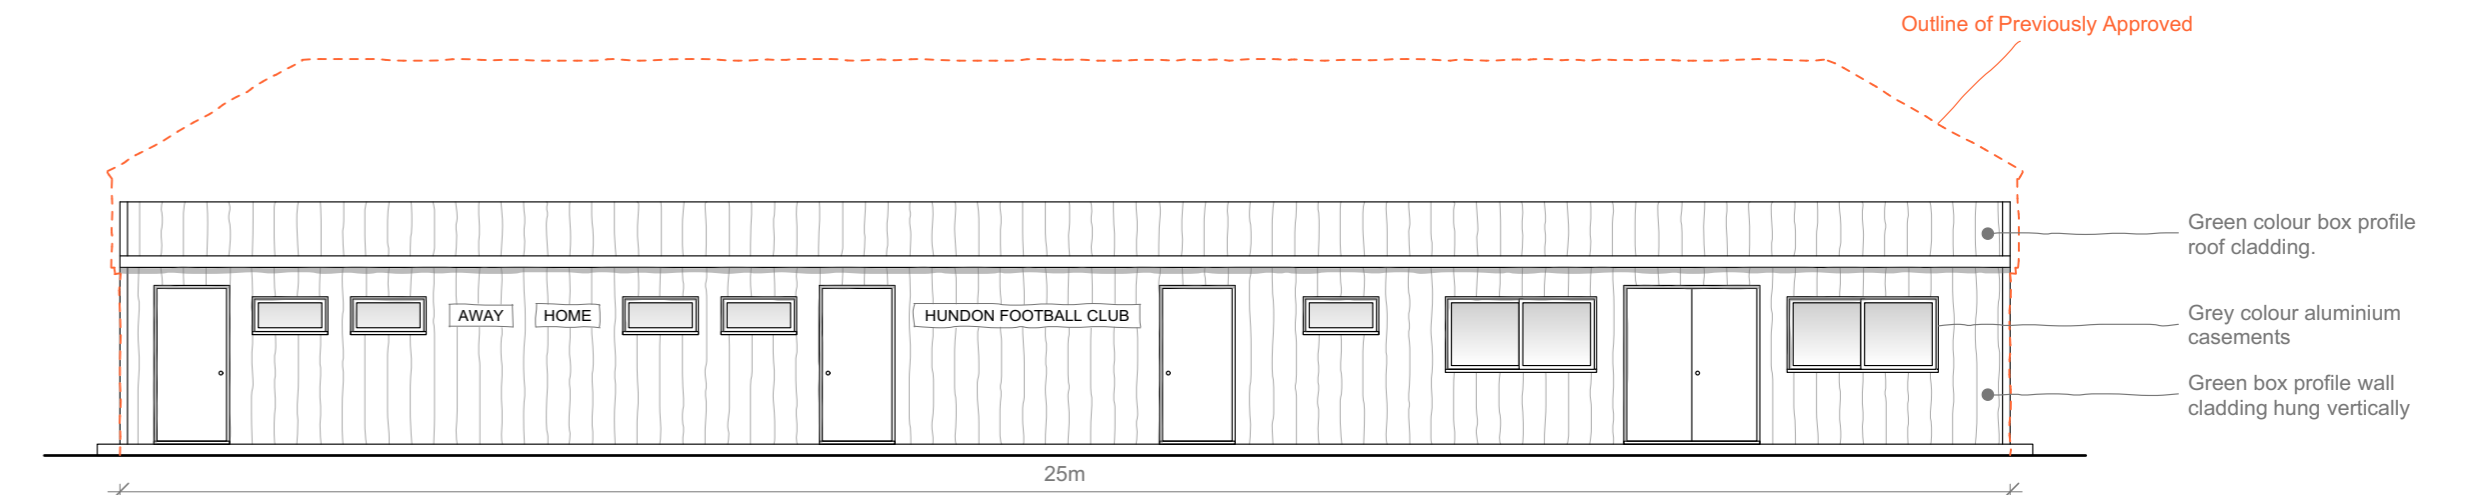 Outline of Previously Approved
Green colour box profile
roof cladding.
AWAY
HOME
HUNDON FOOTBALL CLUB
Grey colour aluminium
casements
Green box profile wall
cladding hung vertically
25m